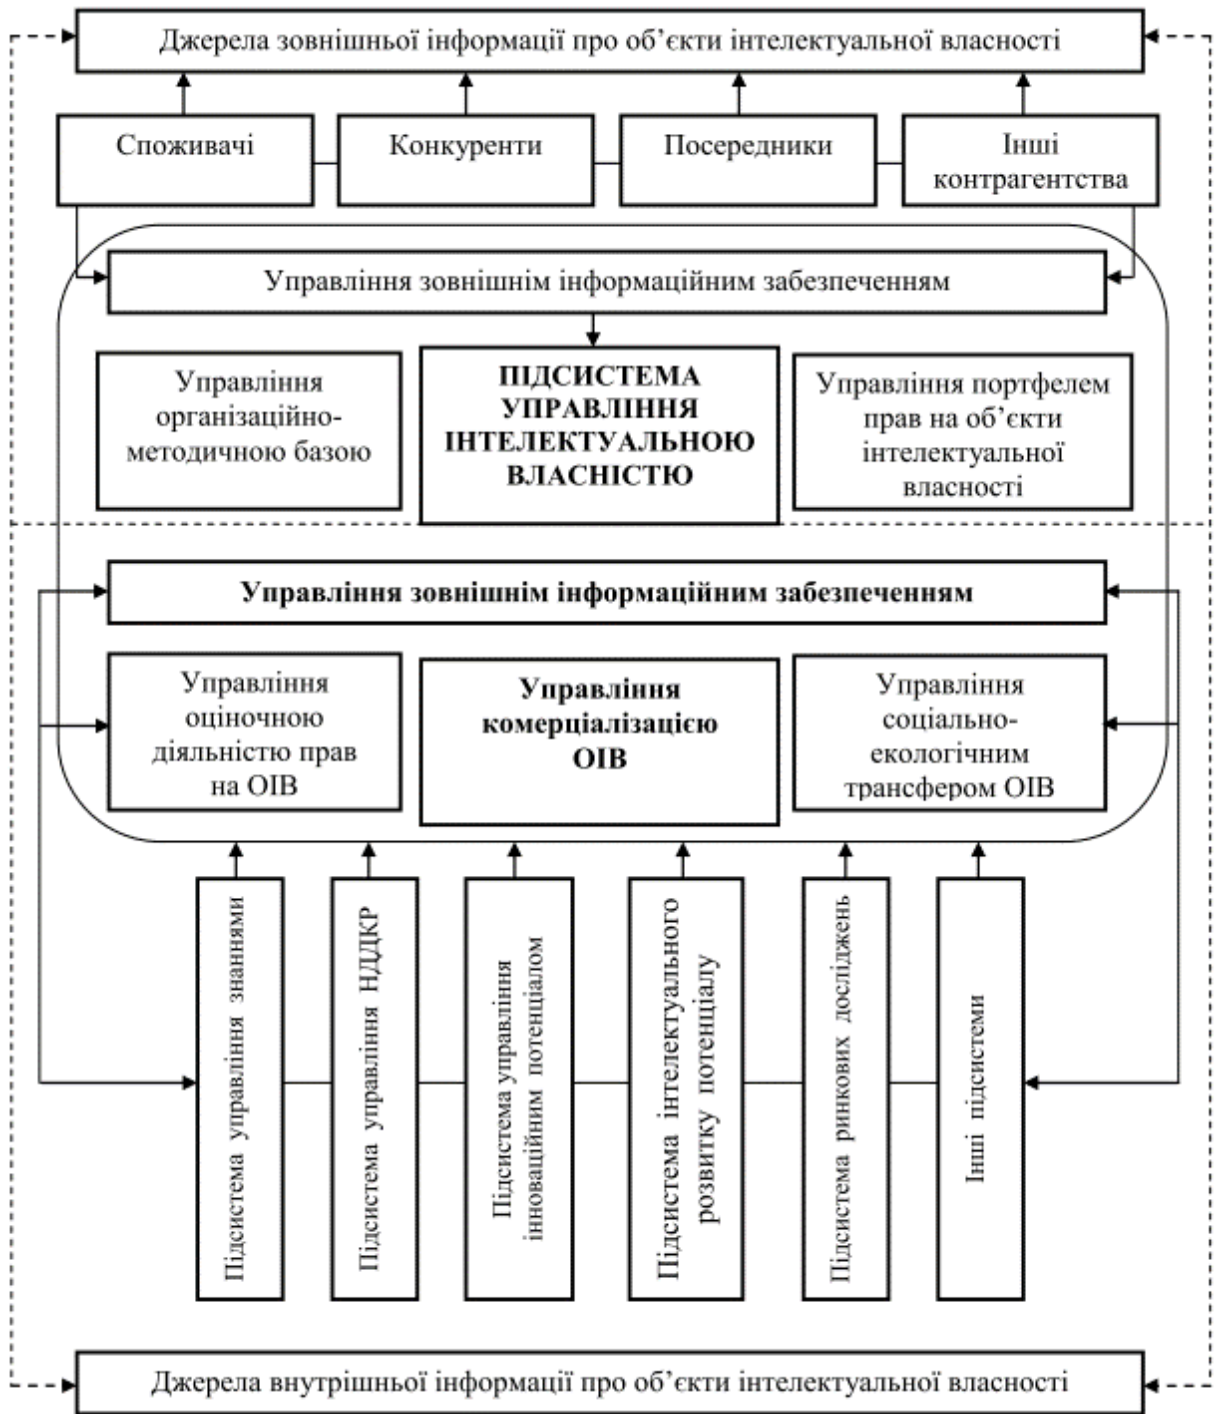 Джерела зовнішньої інформації про об’єкти інтелектуальної власності
Споживачі
Конкуренти
Посередники
Інші
контрагентства
Управління зовнішнім інформаційним забезпеченням
Управління
організаційно-
методичною базою
ПІДСИСТЕМА
УПРАВЛІННЯ
ІНТЕЛЕКТУАЛЬНОЮ
ВЛАСНІСТЮ
Управління портфелем
прав на об’єкти
інтелектуальної
власності
Управління зовнішнім інформаційним забезпеченням
Управління
оціночною
діяльністю прав
на ОІВ
Управління
комерціалізацією
ОІВ
Управління
соціально-
екологічним
трансфером ОІВ
Підсистема управління знаннями
Підсистема управління НДДКР
Підсистема управління
інноваційним потенціалом
Підсистема інтелектуального
розвитку потенціалу
Підсистема ринкових досліджень
Інші підсистеми
Джерела внутрішньої інформації про об’єкти інтелектуальної власності